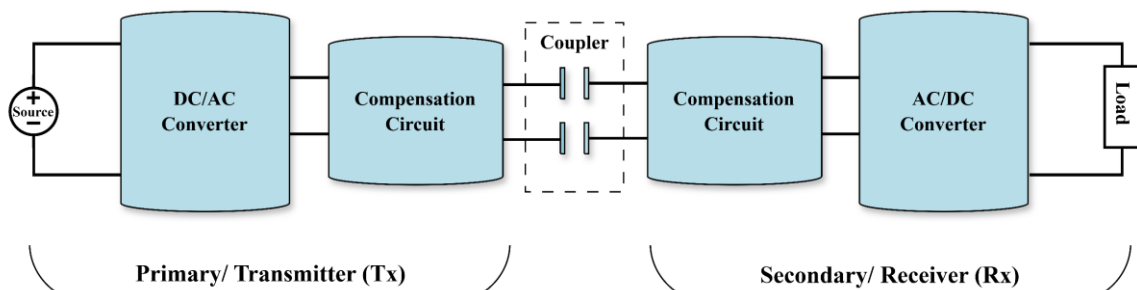 Source
DC/AC
Converter
Compensation
Circuit
Coupler
Compensation
Circuit
AC/DC
Converter
Load
Primary/ Transmitter (Tx)
Secondary/ Receiver (Rx)